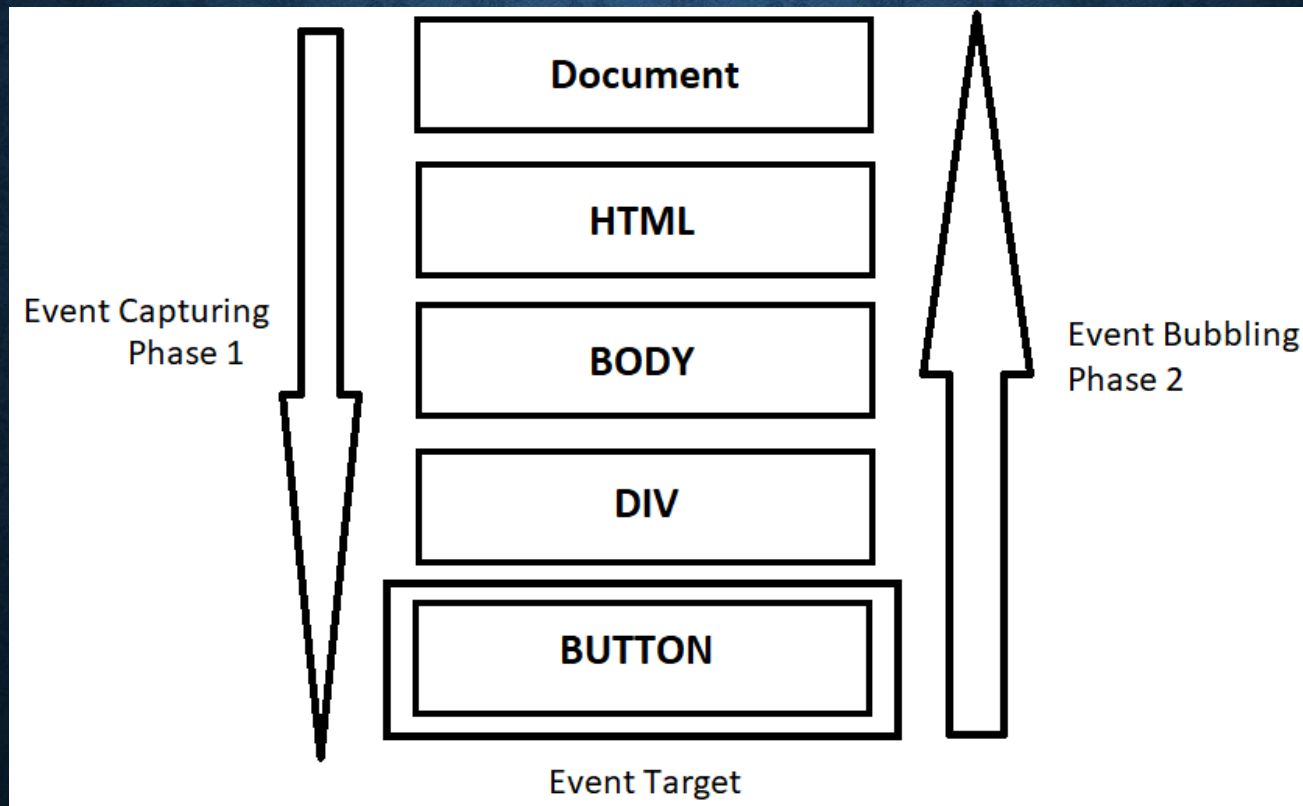 Document
HTML
Event Capturing
Phase 1
BODY
Event Bubbling
Phase 2
DIV
BUTTON
Event Target